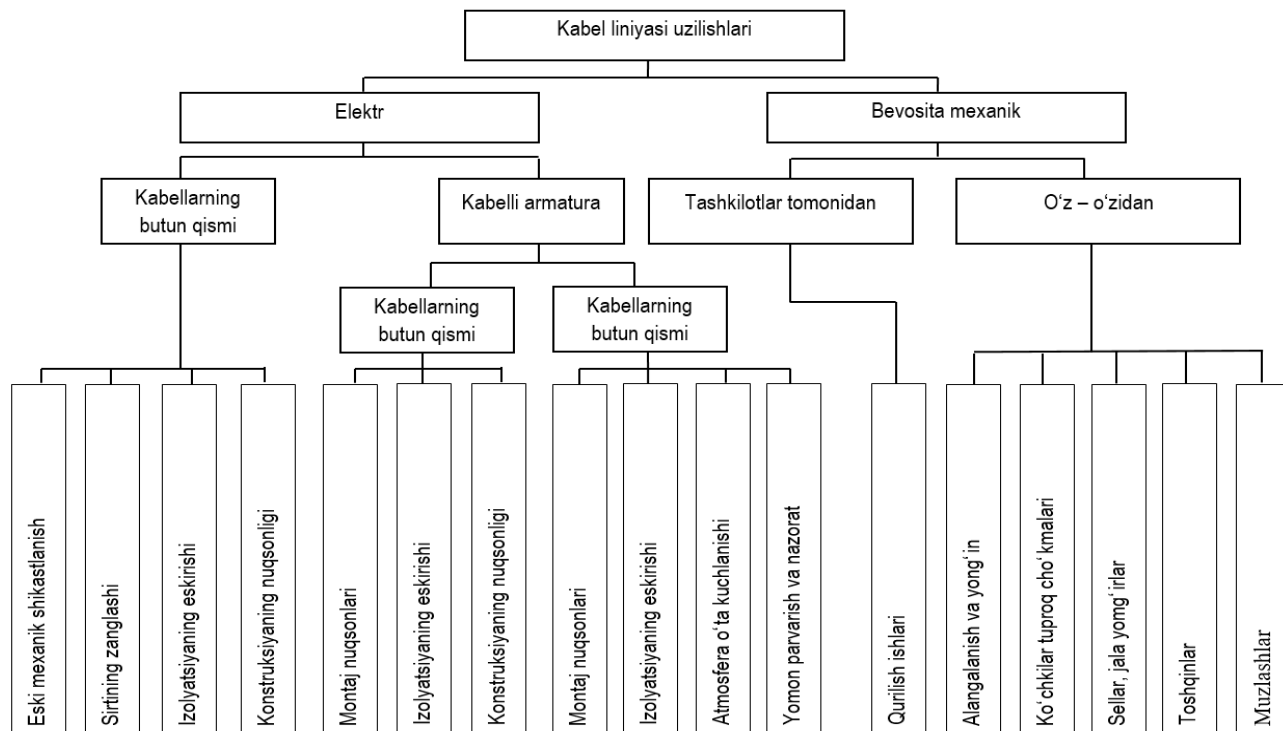 Kabel liniyasi uzilishlari
Elektr
Bevosita mexanik
Kabellarning
butun qismi
Kabelli armatura
Tashkilotlar tomonidan
O‘z – o‘zidan
Kabellarning
butun qismi
Kabellarning
butun qismi
Eski mexanik shikastlanish
Sirtining zanglashi
Izolyatsiyaning eskirishi
Konstruksiyaning nuqsonligi
Montaj nuqsonlari
Izolyatsiyaning eskirishi
Konstruksiyaning nuqsonligi
Montaj nuqsonlari
Izolyatsiyaning eskirishi
Atmosfera o‘ta kuchlanishi
Yomon parvarish va nazorat
Qurilish ishlari
Alangalanish va yong‘in
Ko‘chkilar tuproq cho‘kmalari
Sellar, jala yomg‘irlar
Toshqinlar
Muzlashlar